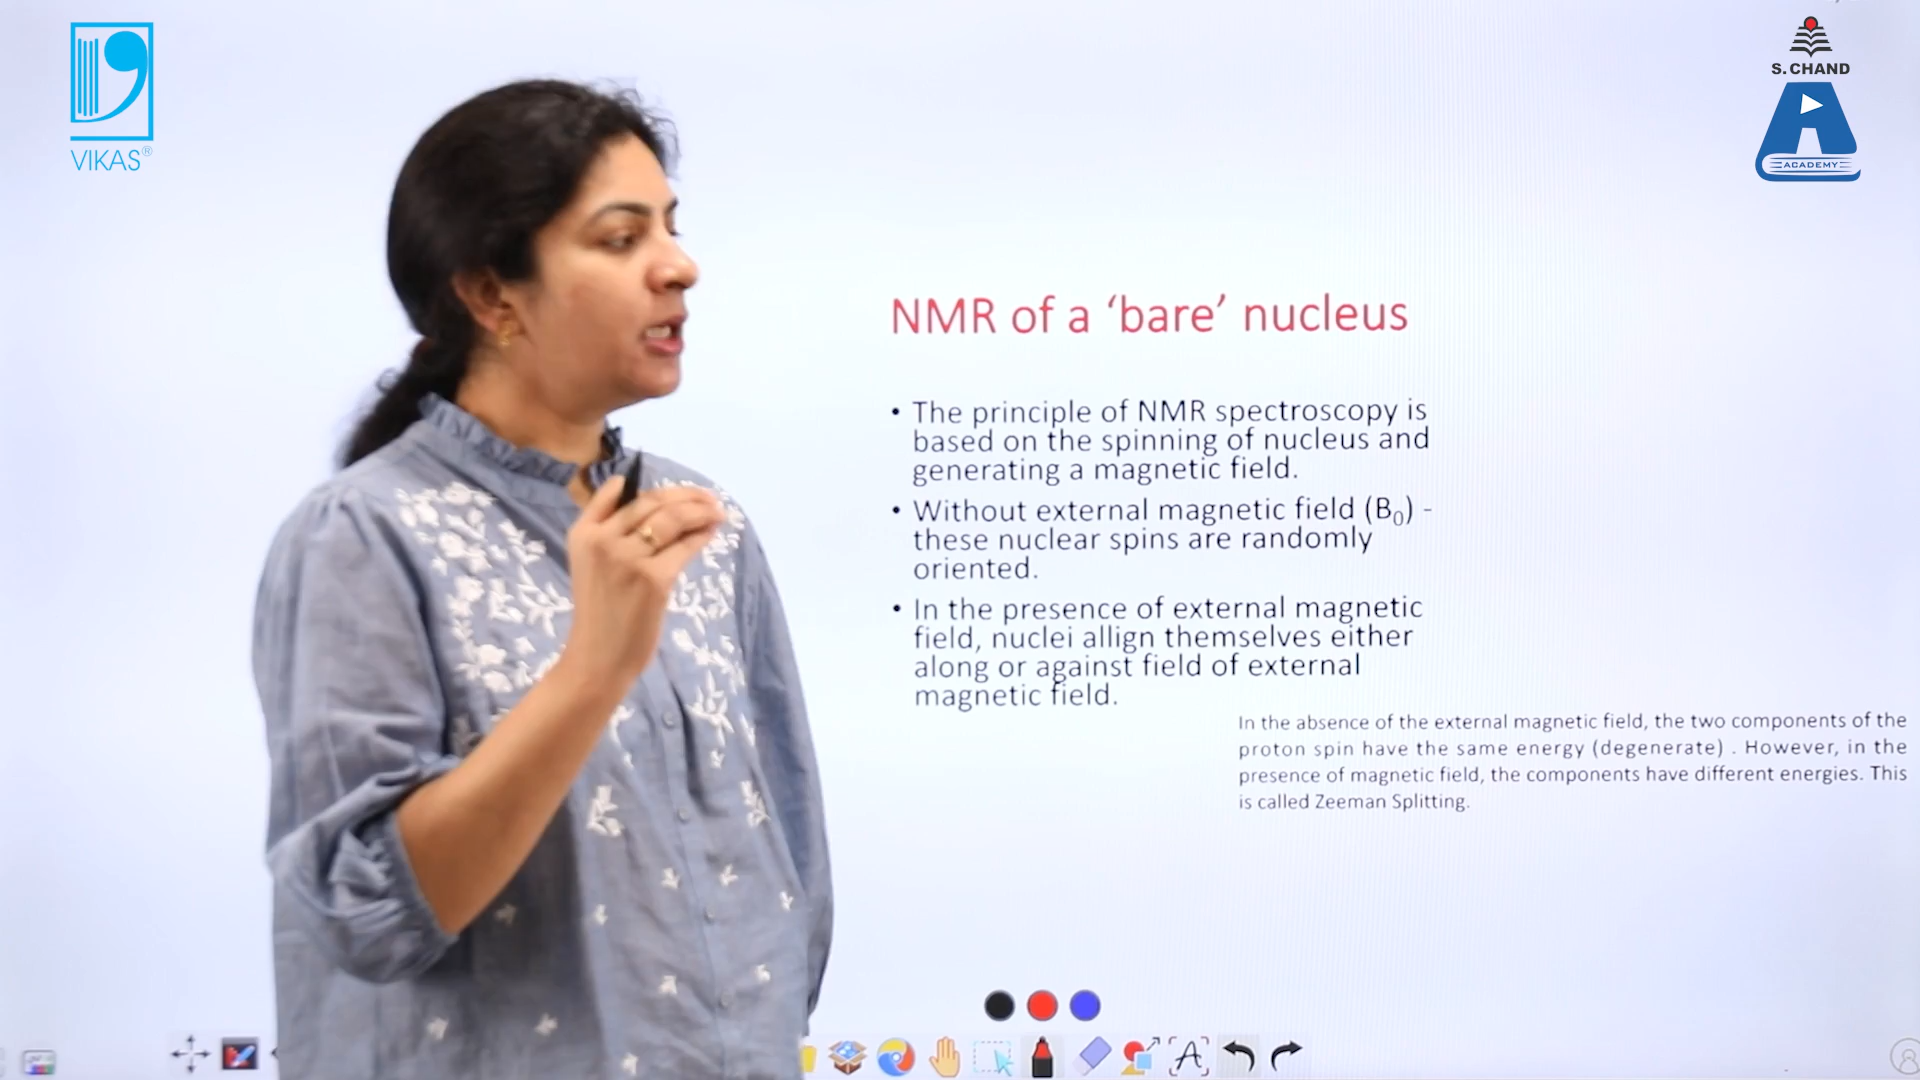 VIKAS®
S. CHAND
ACADEMY
NMR of a ‘bare’ nucleus
• The principle of NMR spectroscopy is
based on the spinning of nucleus and
generating a magnetic field.
• Without external magnetic field (B₀) -
these nuclear spins are randomly
oriented.
• In the presence of external magnetic
field, nuclei allign themselves either
along or against field of external
magnetic field.
In the absence of the external magnetic field, the two components of the
proton spin have the same energy (degenerate) . However, in the
presence of magnetic field, the components have different energies. This
is called Zeeman Splitting.